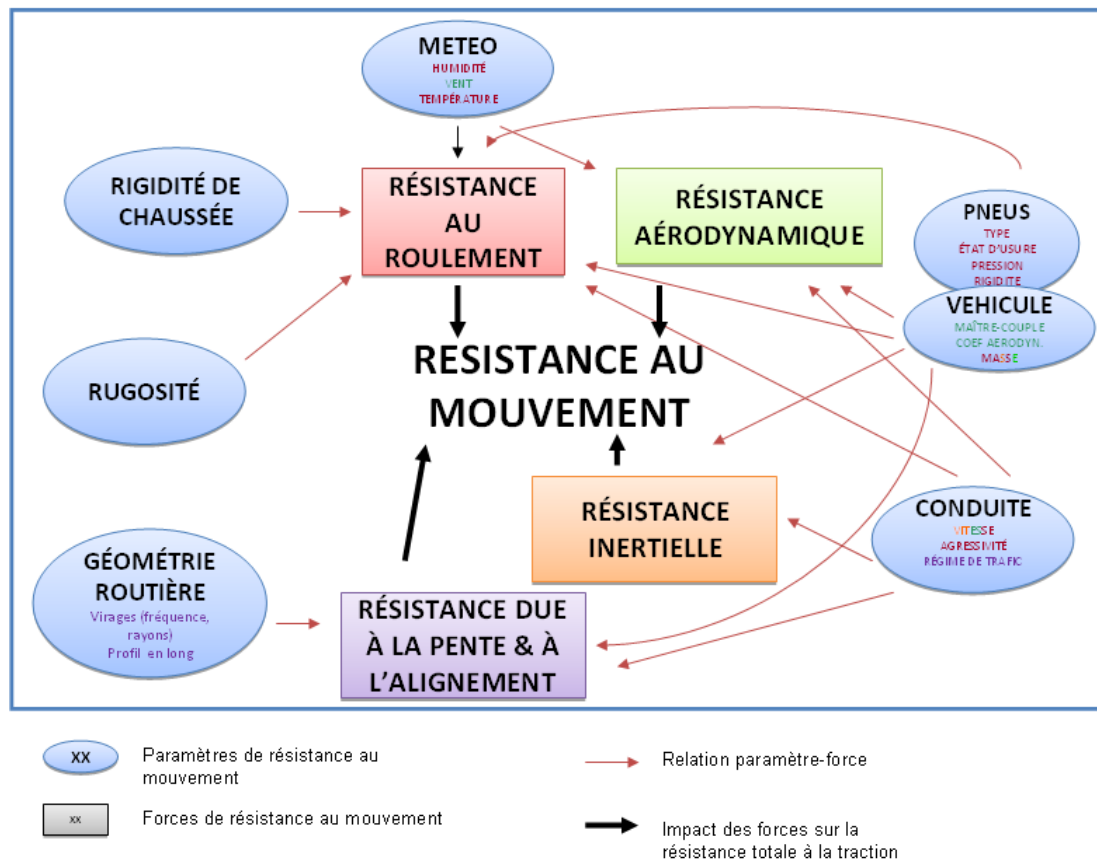 METEO
HUMIDITÉ
VENT
TEMPÉRATURE
RIGIDITÉ DE
CHAUSSÉE
RÉSISTANCE
AU
ROULEMENT
RÉSISTANCE
AÉRODYNAMIQUE
PNEUS
TYPE
ÉTAT D'USURE
PRESSION
RIGIDITE
VEHICULE
MAÎTRE-COUPLE
COEF AERODYN.
MASSE
RESISTANCE AU
MOUVEMENT
RUGOSITÉ
RÉSISTANCE
INERTIELLE
CONDUITE
VITESSE
AGRESSIVITÉ
RÉGIME DE TRAFIC
GÉOMÉTRIE
ROUTIÈRE
Virages (fréquence,
rayons)
Profil en long
RÉSISTANCE DUE
À LA PENTE & À
L'ALIGNEMENT
XX
Paramètres de résistance au
mouvement
Relation paramètre-force
xx
Forces de résistance au mouvement
Impact des forces sur la
résistance totale à la traction